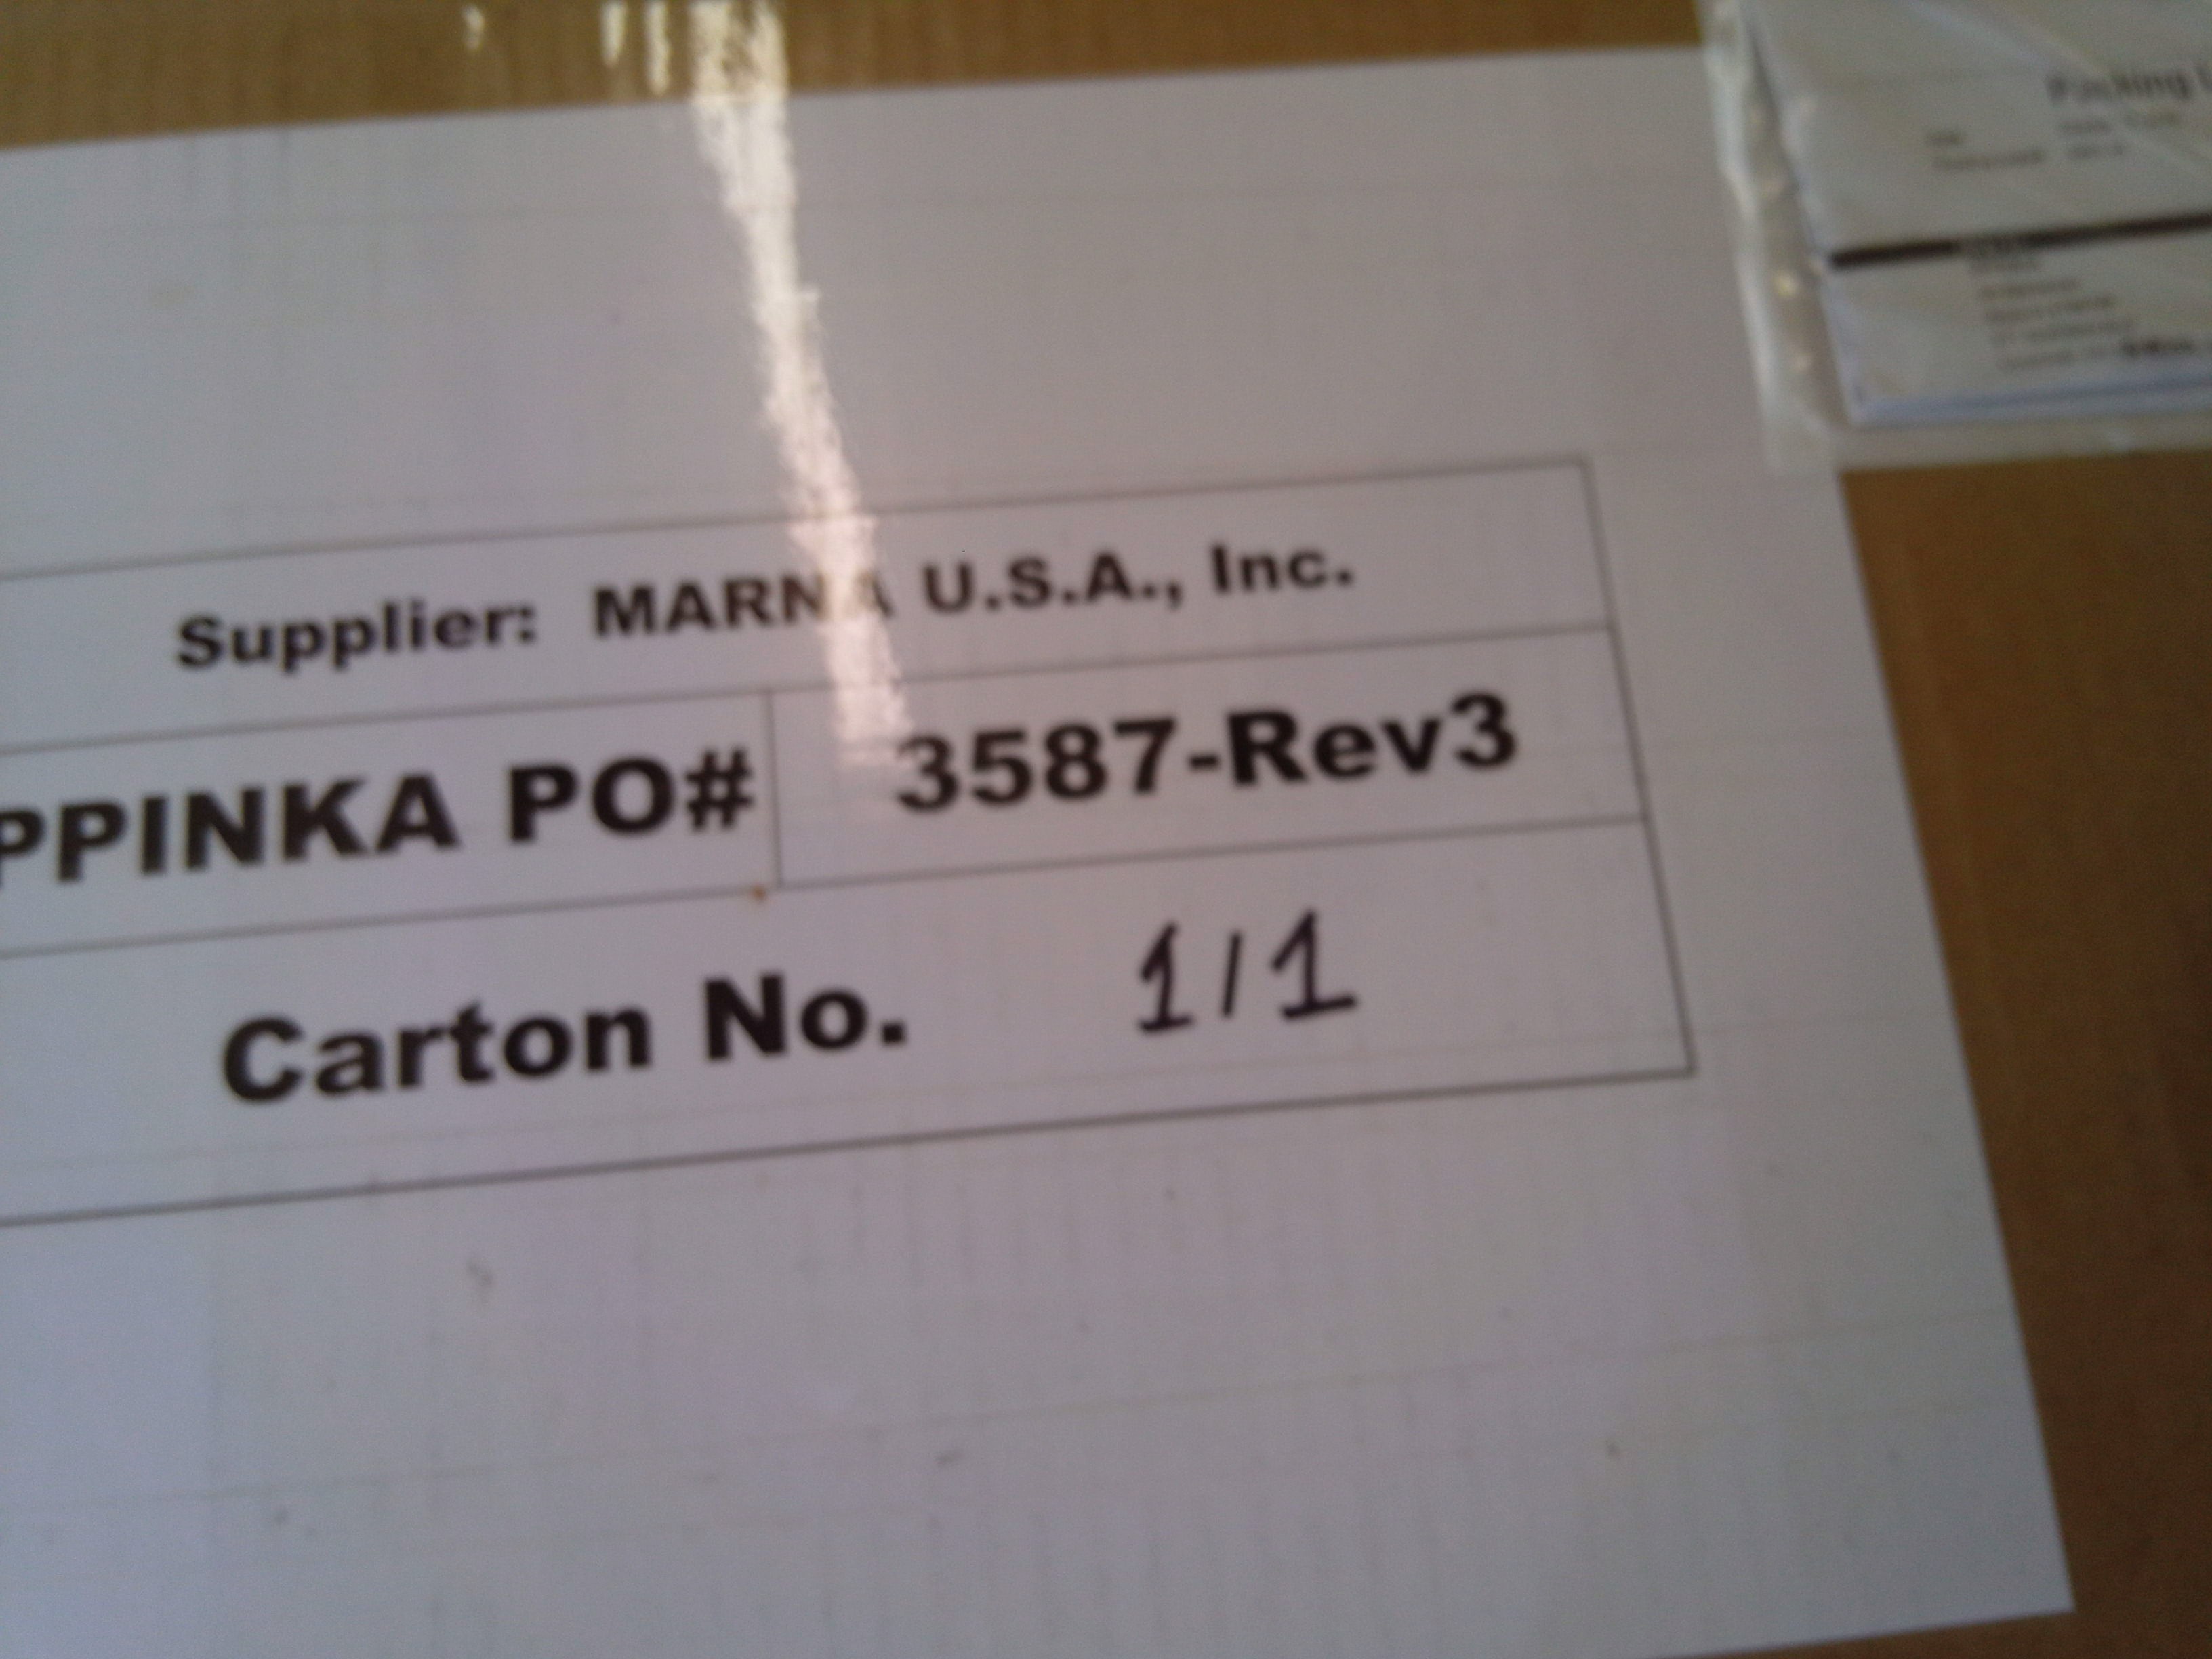 Packing L
Supplier: MARNA U.S.A., Inc.
PPINKA PO# 3587-Rev3
Carton No. 1/1